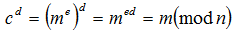 c^d = (m^e)^d = m^{ed} = m(mod n)